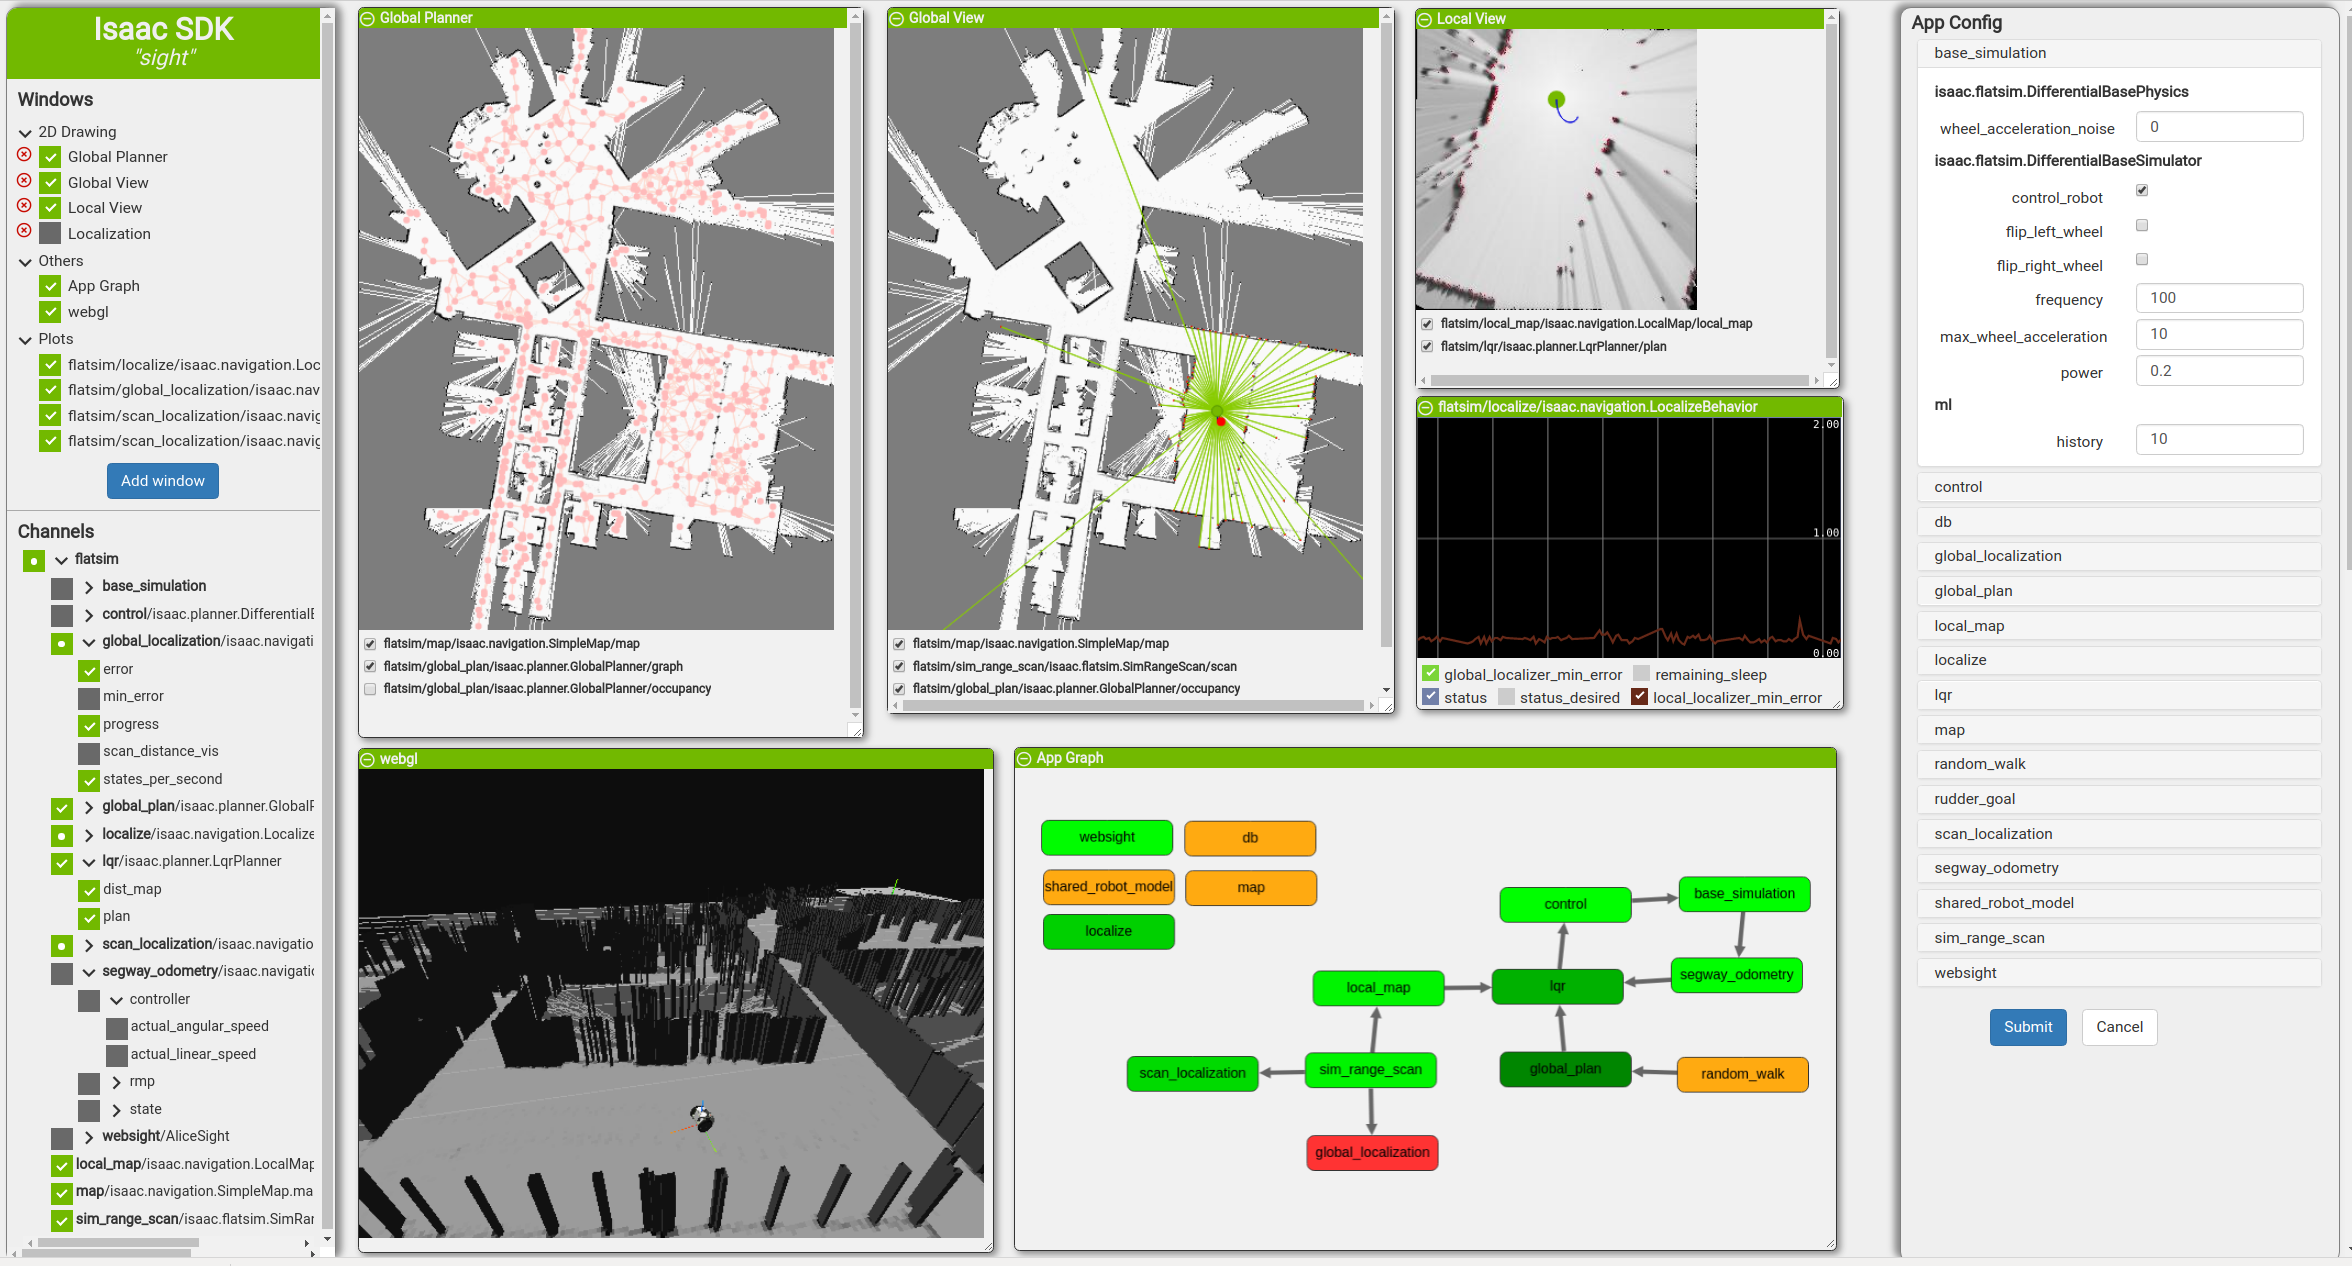 Isaac SDK
"sight"
Windows
2D Drawing
Global Planner
Global View
Local View
Localization
Others
App Graph
webgl
Plots
flatsim/localize/isaac.navigation.Loc
flatsim/global_localization/isaac.nav
flatsim/scan_localization/isaac.navig
flatsim/scan_localization/isaac.navig
Add window
Channels
flatsim
base_simulation
control/isaac.planner.Differential
global_localization/isaac.navigati
error
min_error
progress
scan_distance_vis
states_per_second
global_plan/isaac.planner.GlobalF
localize/isaac.navigation.Localize
lqr/isaac.planner.LqrPlanner
dist_map
plan
scan_localization/isaac.navigatio
segway_odometry/isaac.navigatio
controller
actual_angular_speed
actual_linear_speed
rmp
state
websight/AliceSight
local_map/isaac.navigation.LocalMap
map/isaac.navigation.SimpleMap.ma
sim_range_scan/isaac.flatsim.SimRar
Global Planner
flatsim/map/isaac.navigation.SimpleMap/map
flatsim/global_plan/isaac.planner.GlobalPlanner/graph
flatsim/global_plan/isaac.planner.GlobalPlanner/occupancy
Global View
flatsim/map/isaac.navigation.SimpleMap/map
flatsim/sim_range_scan/isaac.flatsim.SimRangeScan/scan
flatsim/global_plan/isaac.planner.GlobalPlanner/occupancy
Local View
flatsim/local_map/isaac.navigation.LocalMap/local_map
flatsim/lqr/isaac.planner.LqrPlanner/plan
flatsim/localize/isaac.navigation.LocalizeBehavior
2.00
1.00
0.00
global_localizer_min_error remaining_sleep
status status_desired local_localizer_min_error
webgl
App Graph
websight
db
shared_robot_model
map
localize
control
base_simulation
local_map
lqr
segway_odometry
scan_localization
sim_range_scan
global_plan
random_walk
global_localization
App Config
base_simulation
isaac.flatsim.DifferentialBasePhysics
wheel_acceleration_noise 0
isaac.flatsim.DifferentialBaseSimulator
control_robot
flip_left_wheel
flip_right_wheel
frequency 100
max_wheel_acceleration 10
power 0.2
ml
history 10
control
db
global_localization
global_plan
local_map
localize
lqr
map
random_walk
rudder_goal
scan_localization
segway_odometry
shared_robot_model
sim_range_scan
websight
Submit Cancel